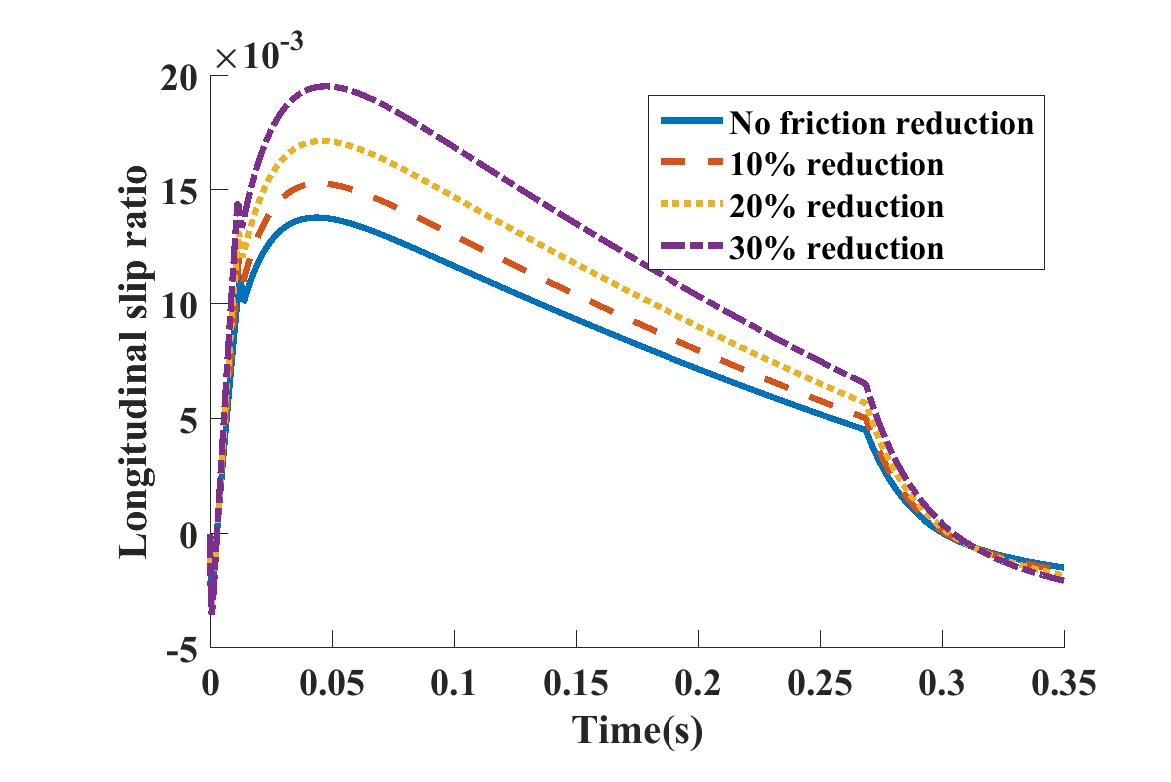 ×10-3
20
15
10
5
0
-5
Longitudinal slip ratio
No friction reduction
10% reduction
20% reduction
30% reduction
0 0.05 0.1 0.15 0.2 0.25 0.3 0.35
Time(s)